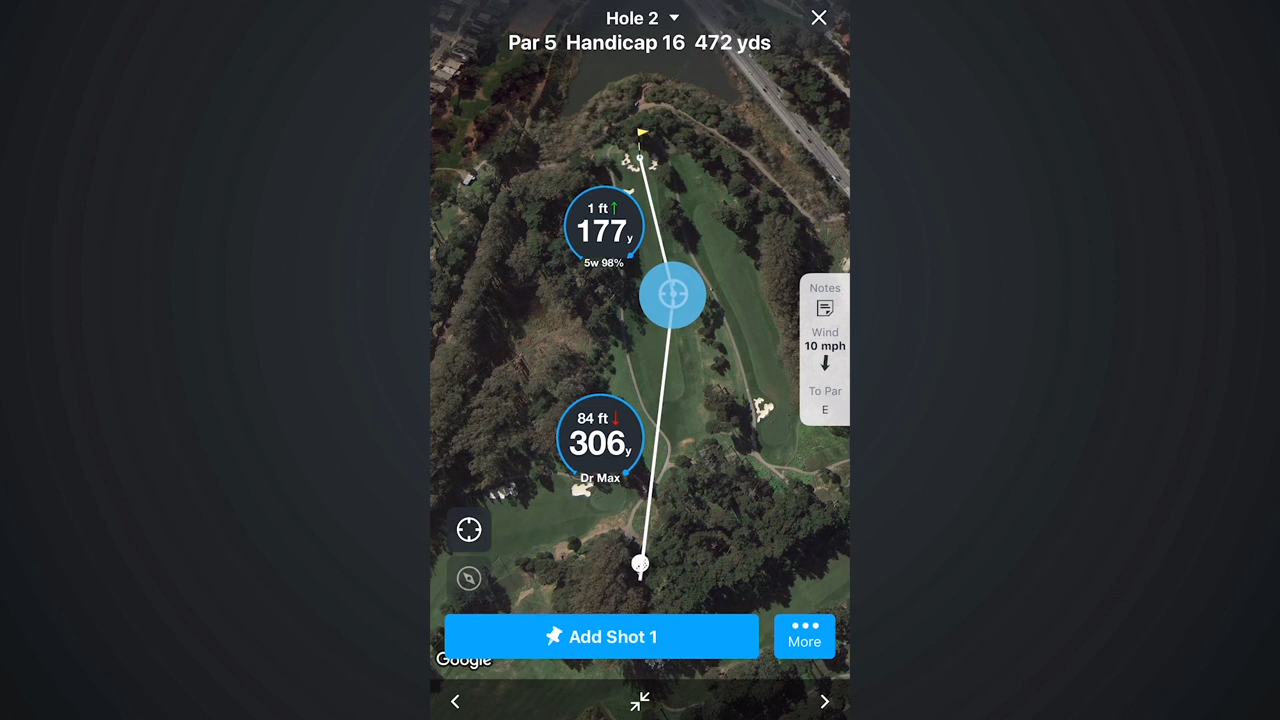 Hole 2
Par 5 Handicap 16 472 yds
1 ft
177y
5w 98%
Notes
Wind
10 mph
To Par
E
84 ft
306y
Dr Max
Add Shot 1
More
Google